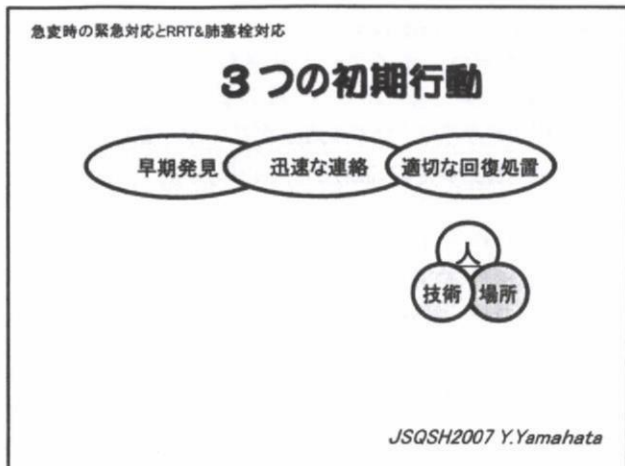 急変時の緊急対応とRRT&肺塞栓対応
3つの初期行動
早期発見 迅速な連絡 適切な回復処置
人
技術 場所
JSQSH2007 Y.Yamahata